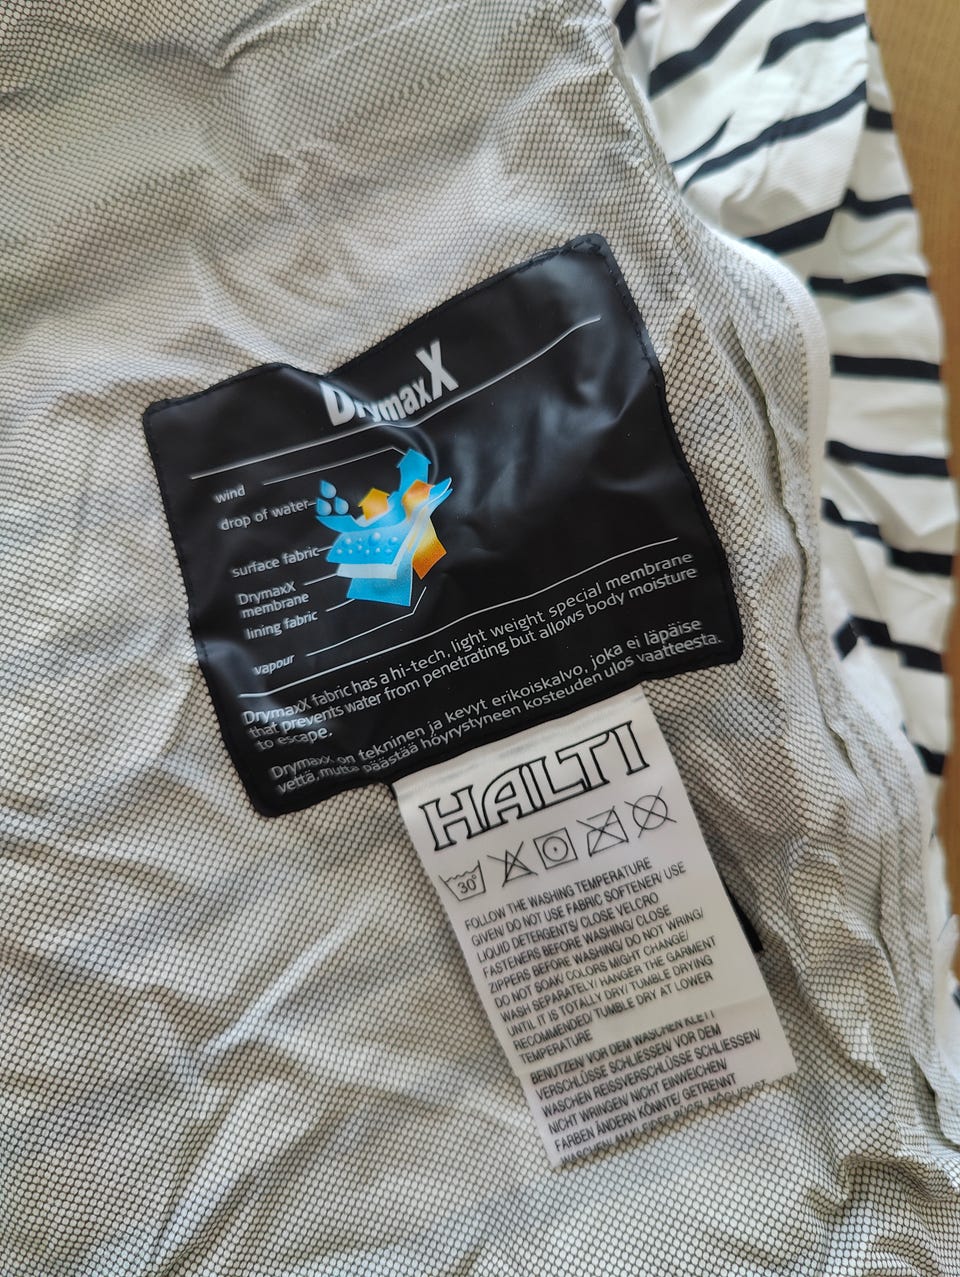 DrymaxX
wind
drop of water
surface fabric
DrymaxX
membrane
lining fabric
vapour
DrymaxX fabric has a hi-tech, light weight special membrane
that prevents water from penetrating but allows body moisture
to escape.
DrymaxX on tekninen ja kevyt erikoiskalvo, joka ei läpäise
vettä, mutta päästää höyrystyneen kosteuden ulos vaatteesta.
HALTI
30°
FOLLOW THE WASHING TEMPERATURE
GIVEN/ DO NOT USE FABRIC SOFTENER/ USE
LIQUID DETERGENTS/ CLOSE VELCRO
FASTENERS BEFORE WASHING/ CLOSE
ZIPPERS BEFORE WASHING/ DO NOT WRING/
DO NOT SOAK/ COLORS MIGHT CHANGE/
WASH SEPARATELY/ HANGER THE GARMENT
UNTIL IT IS TOTALLY DRY/ TUMBLE DRYING
RECOMMENDED/ TUMBLE DRY AT LOWER
TEMPERATURE
BENUTZEN/ VOR DEM WASCHEN KLETT
VERSCHLÜSSE SCHLIESSEN/ VOR DEM
WASCHEN REISSVERSCHLÜSSE SCHLIESSEN/
NICHT WRINGEN/ NICHT EINWEICHEN/
FARBEN ÄNDERN KÖNNTE/ GETRENNT